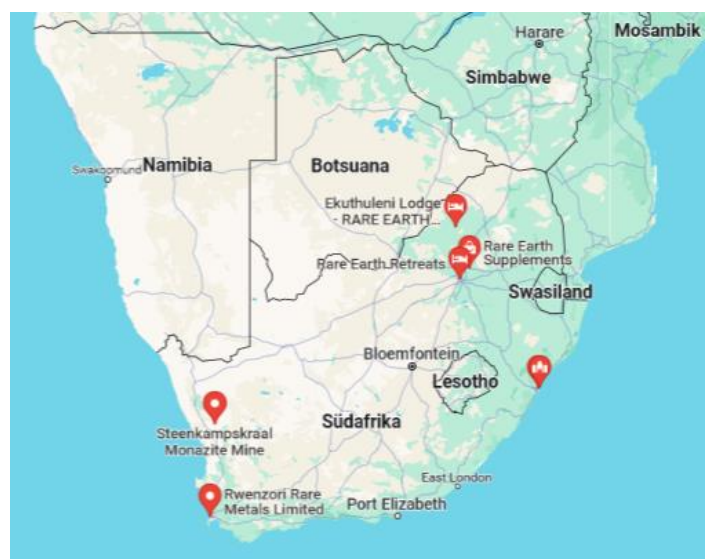 Harare
Mosambik
Simbabwe
Swakopmund
Namibia
Botsuana
Ekuthuleni Lodge
- RARE EARTH...
Rare Earth Retreats
Rare Earth
Supplements
Swasiland
Bloemfontein
Lesotho
Steenkampskraal
Monazite Mine
Südafrika
East London
Rwenzori Rare
Metals Limited
Port Elizabeth